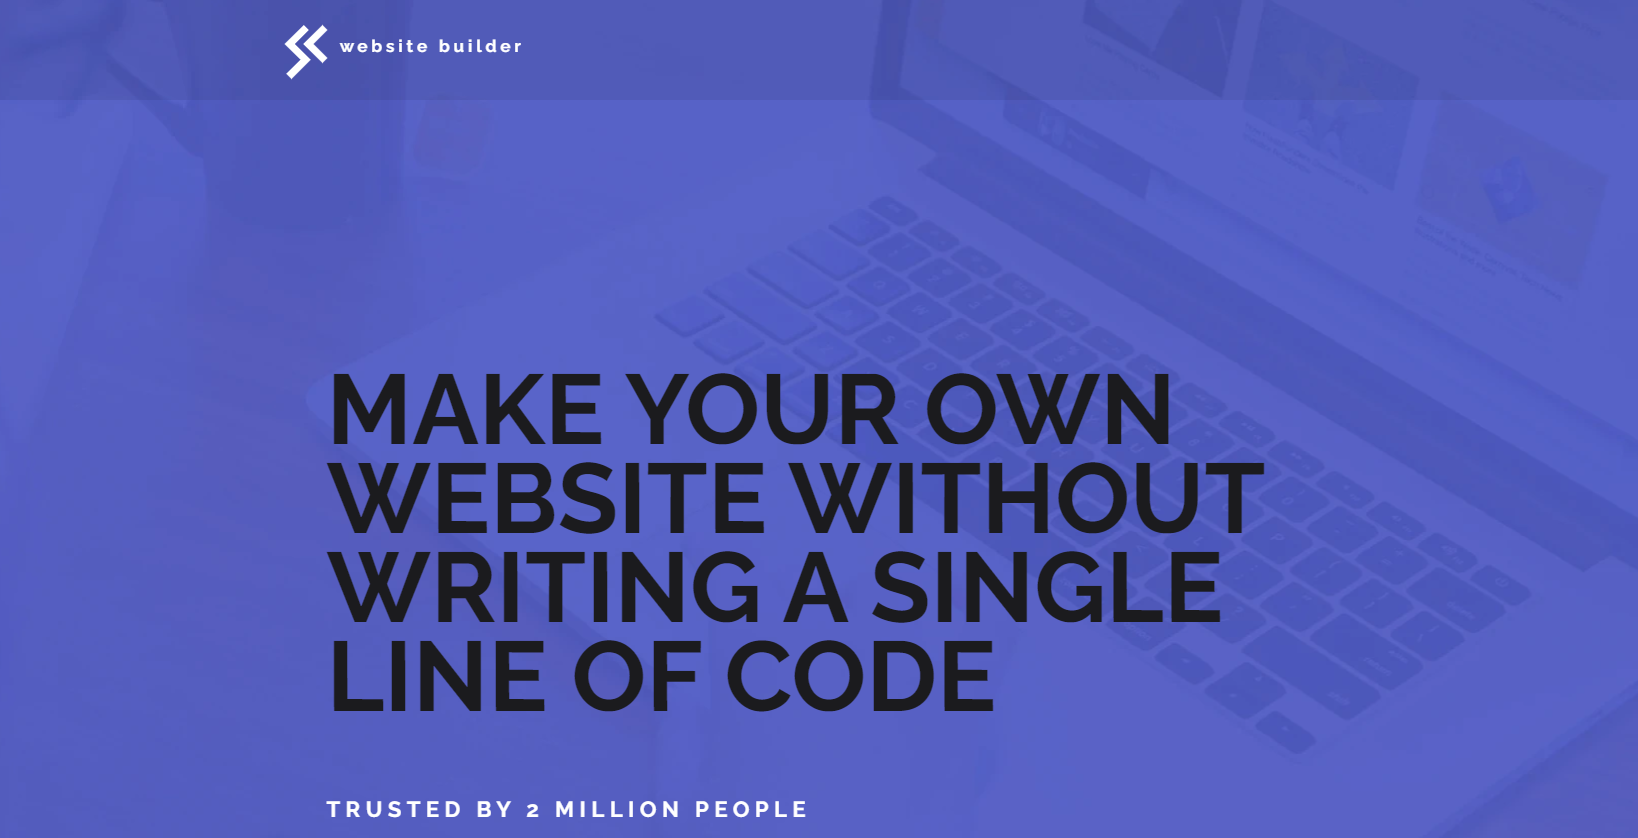 website builder
MAKE YOUR OWN
WEBSITE WITHOUT
WRITING A SINGLE
LINE OF CODE
TRUSTED BY 2 MILLION PEOPLE